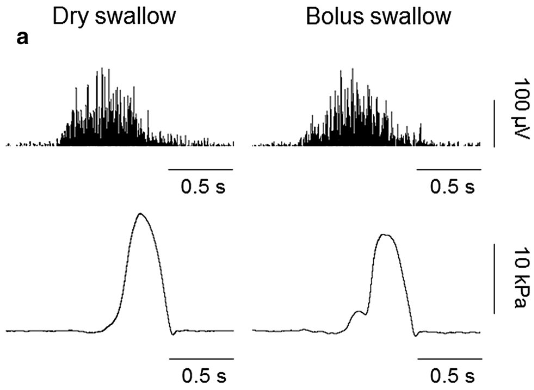 Dry swallow
Bolus swallow
a
100 μV
0.5 s
0.5 s
10 kPa
0.5 s
0.5 s